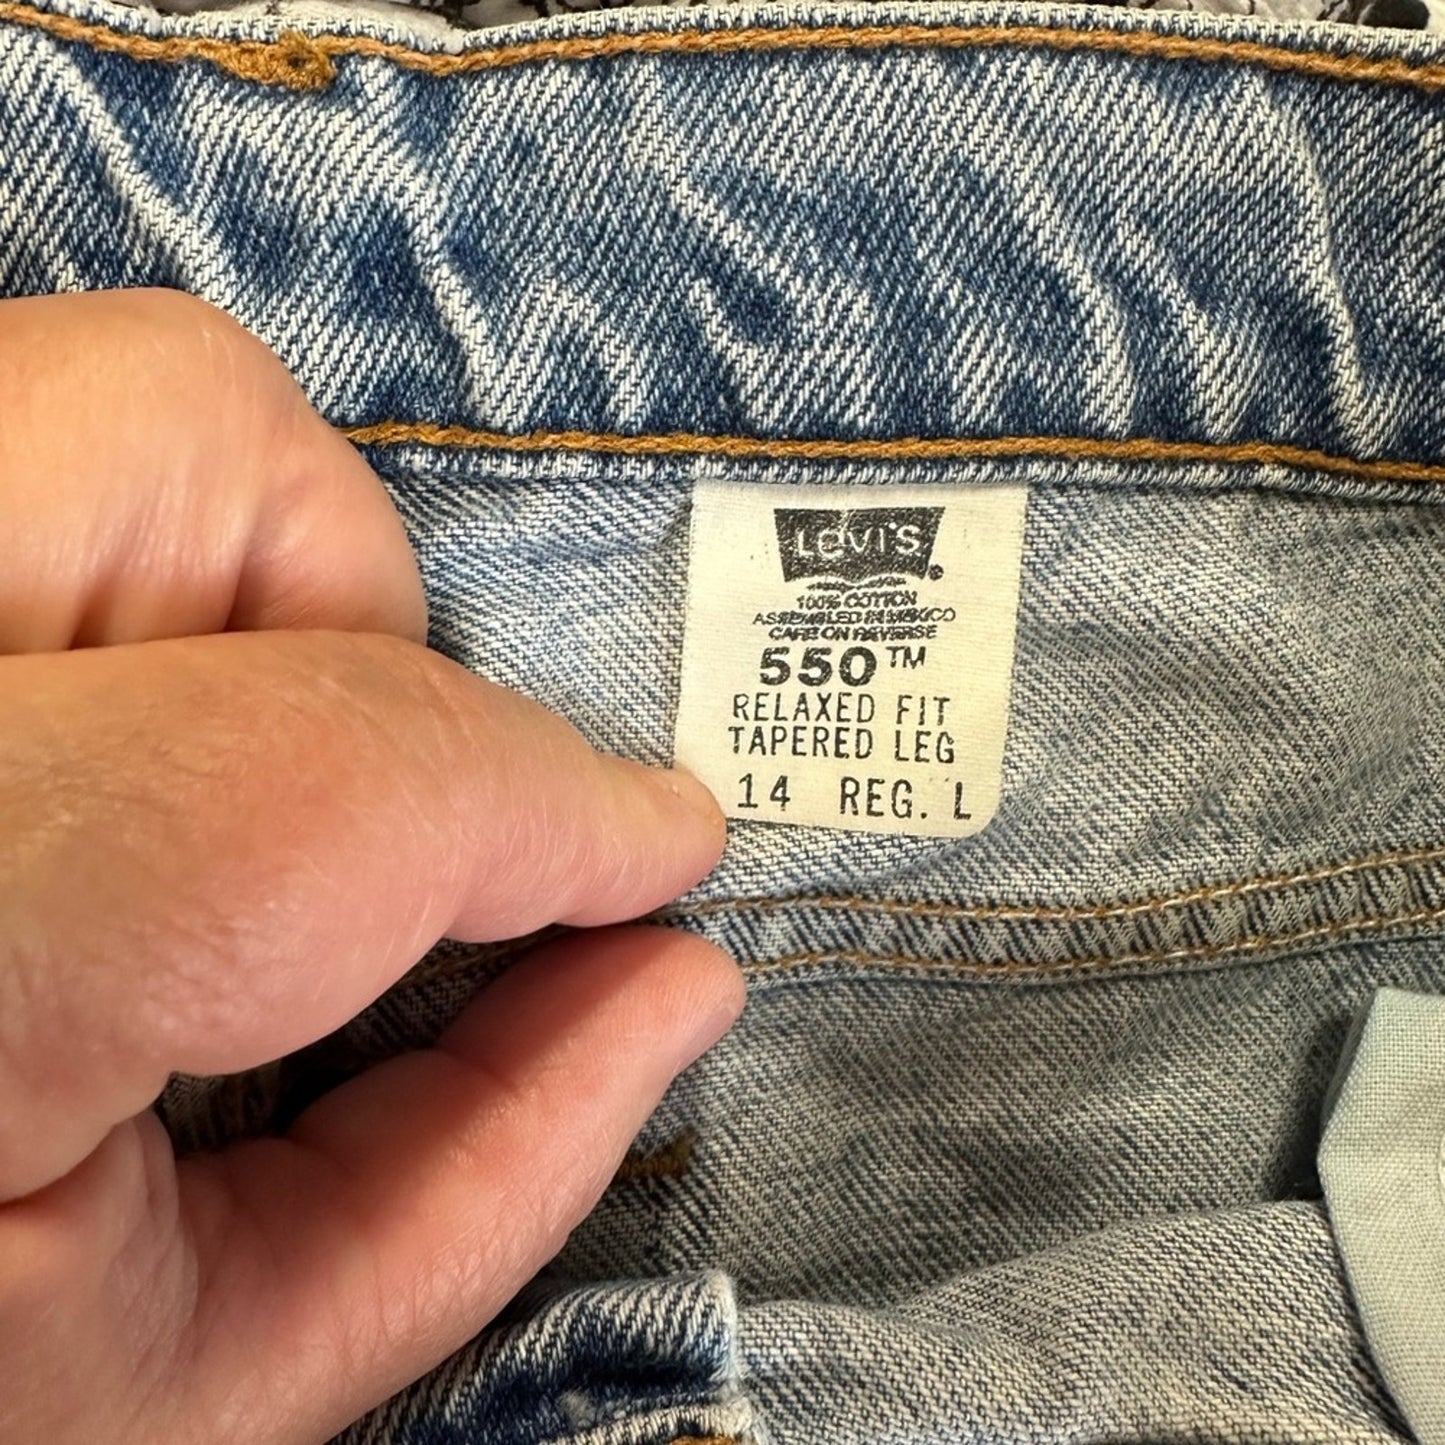 LEVI'S
100% COTTON
ASSEMBLED IN MEXICO
CARE ON REVERSE
550™
RELAXED FIT
TAPERED LEG
14 REG. L